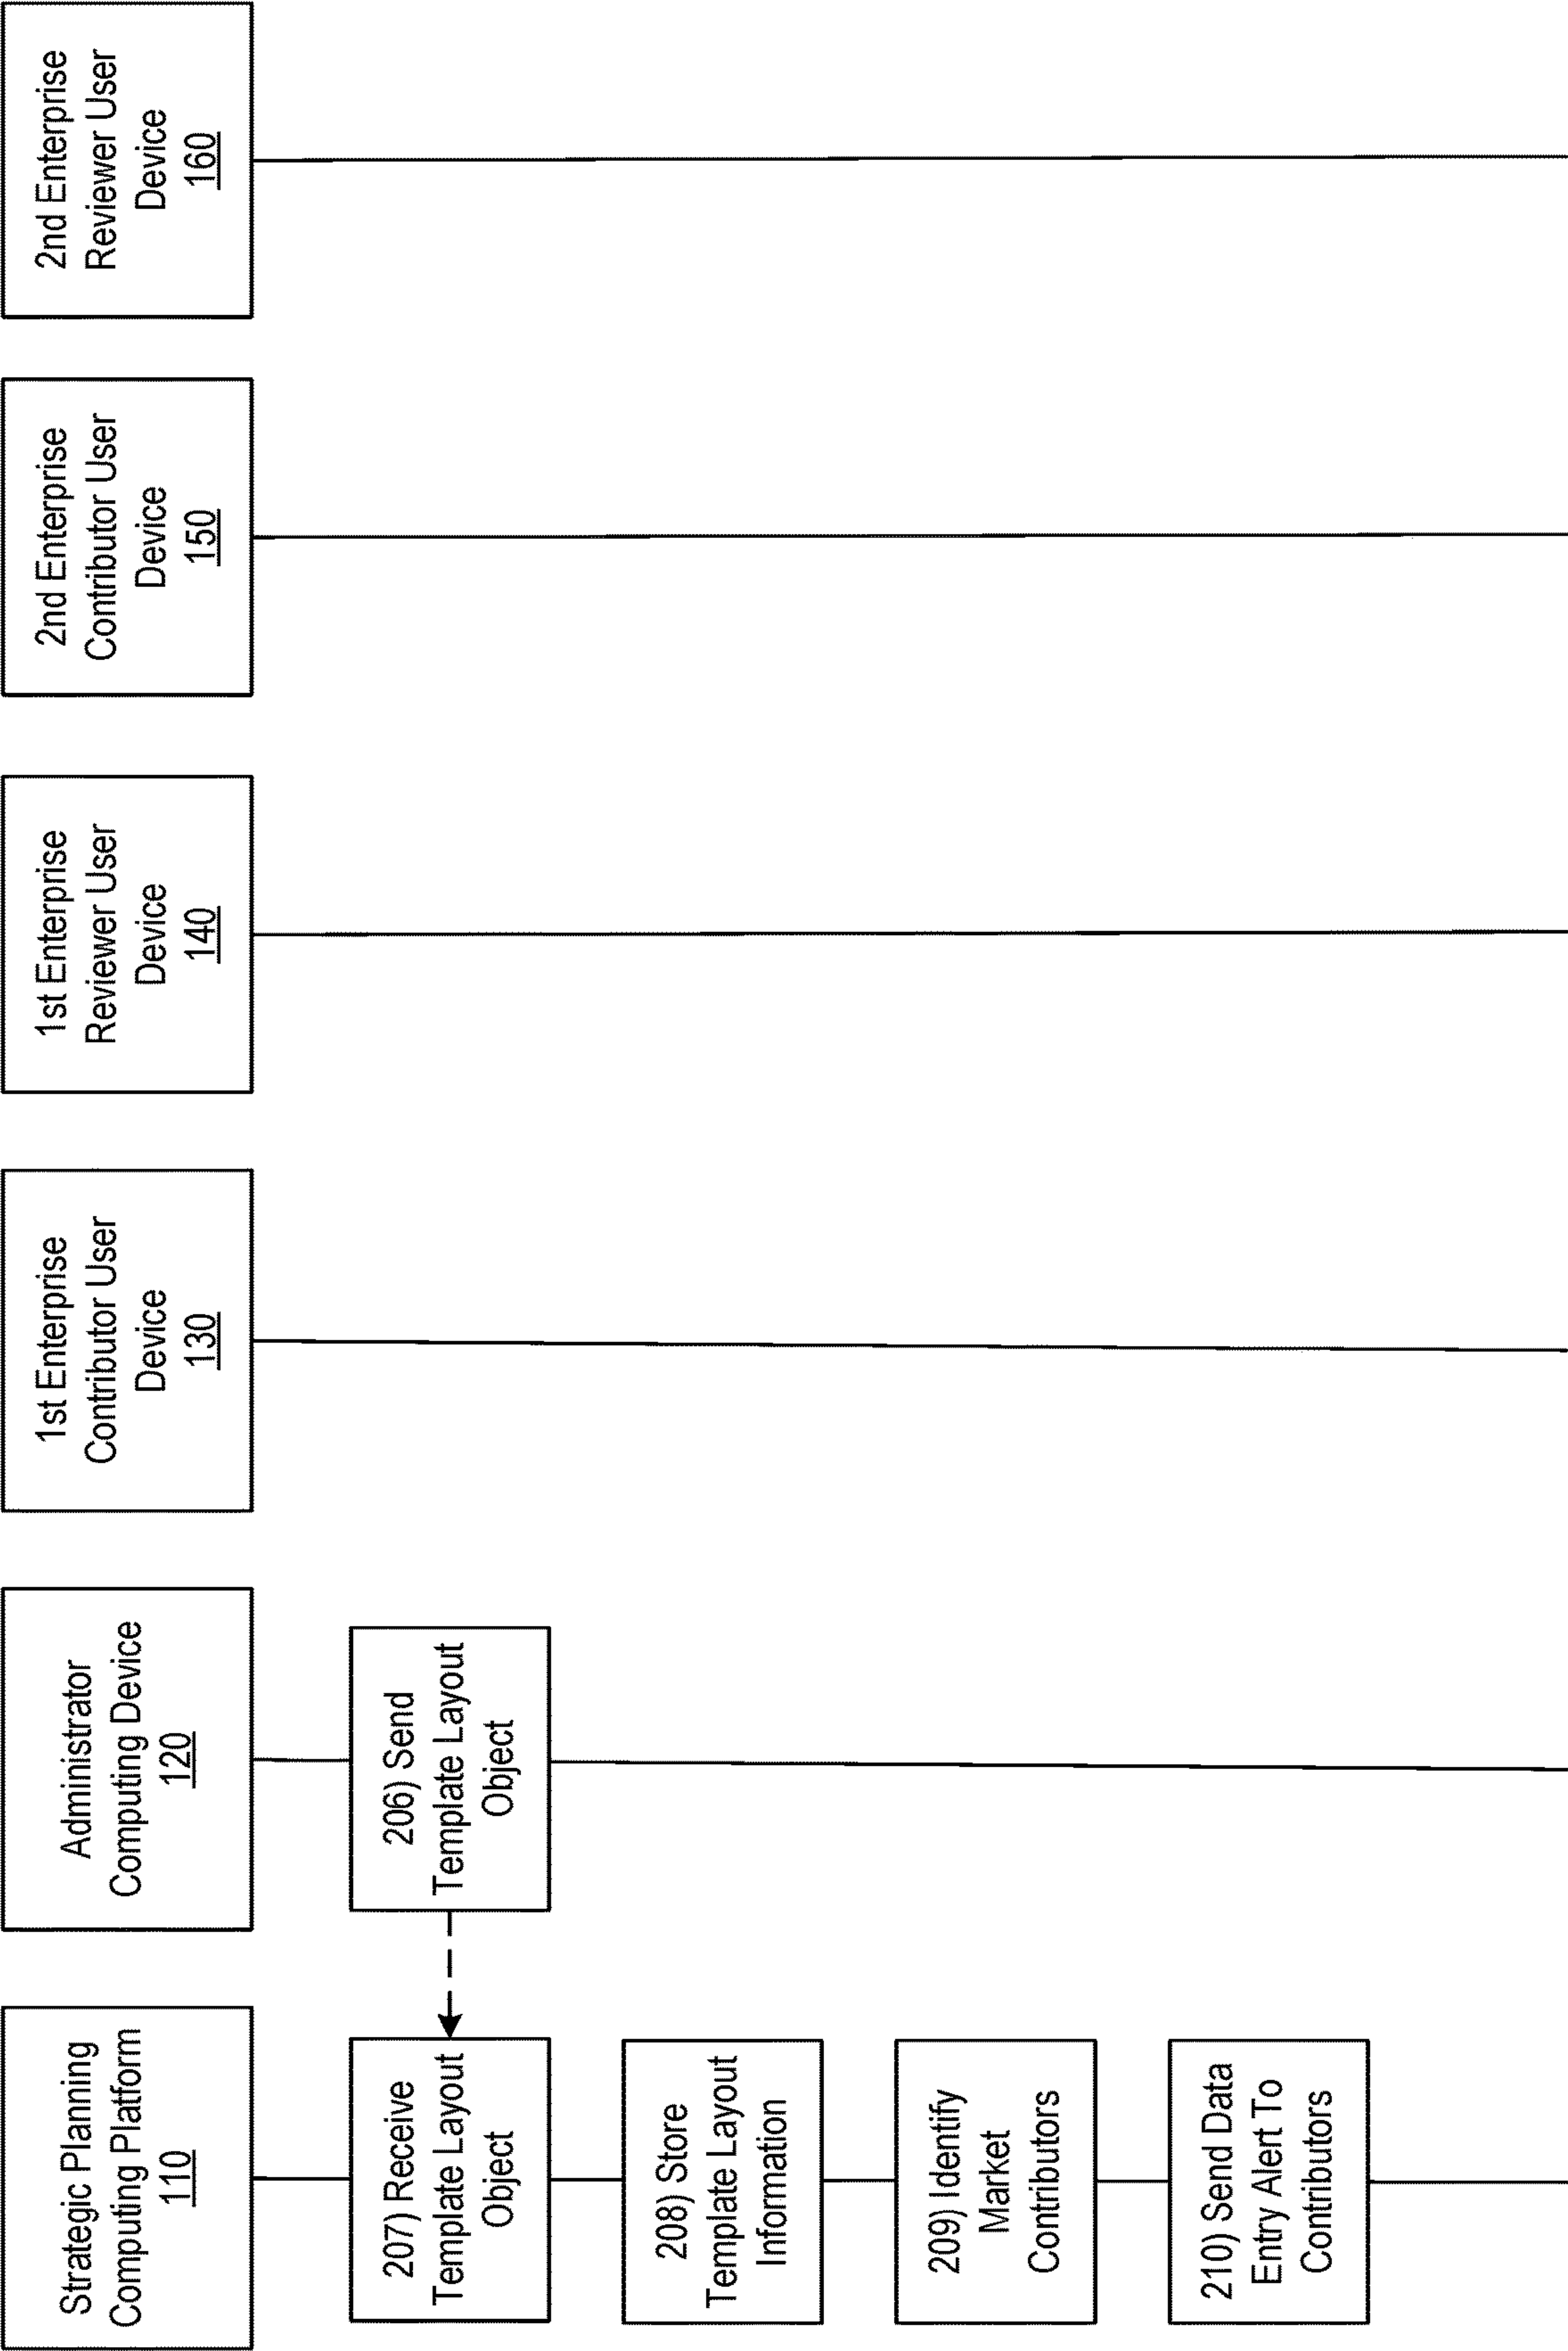 Strategic Planning
Computing Platform
110
Administrator
Computing Device
120
1st Enterprise
Contributor User
Device
130
1st Enterprise
Reviewer User
Device
140
2nd Enterprise
Contributor User
Device
150
2nd Enterprise
Reviewer User
Device
160
206) Send
Template Layout
Object
207) Receive
Template Layout
Object
208) Store
Template Layout
Information
209) Identify
Market
Contributors
210) Send Data
Entry Alert To
Contributors